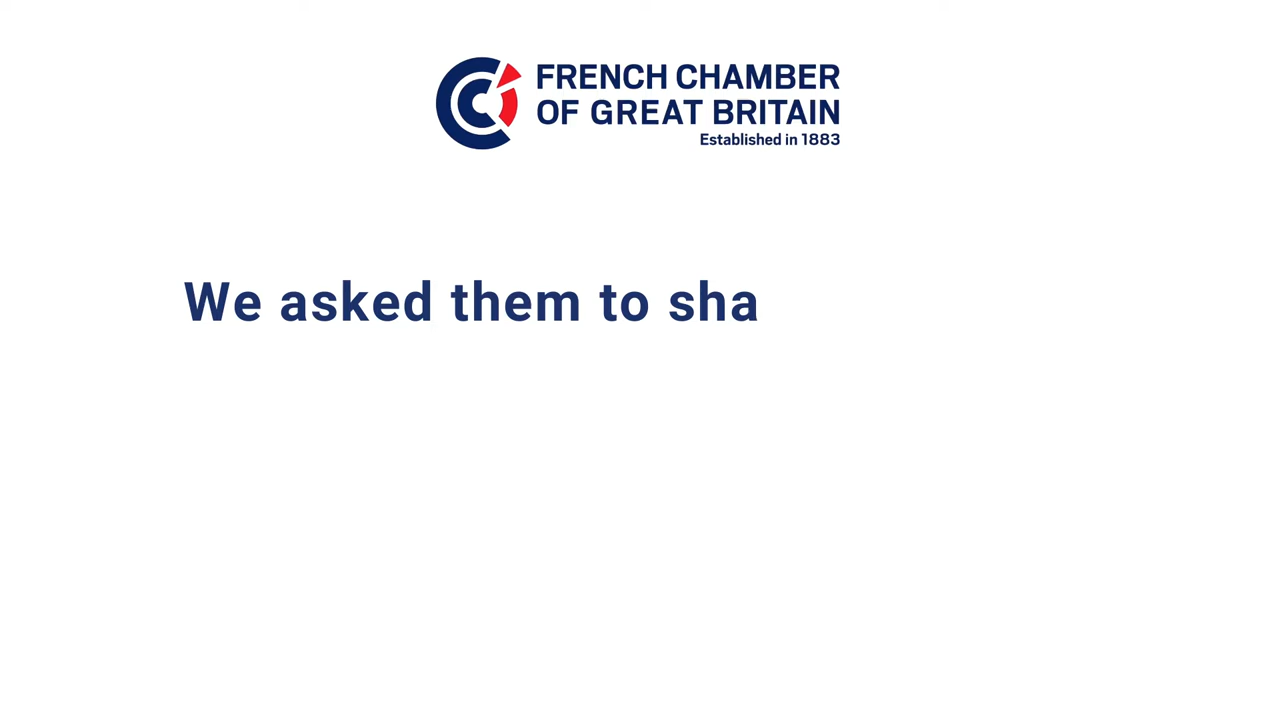 FRENCH CHAMBER
OF GREAT BRITAIN
Established in 1883
We asked them to sha